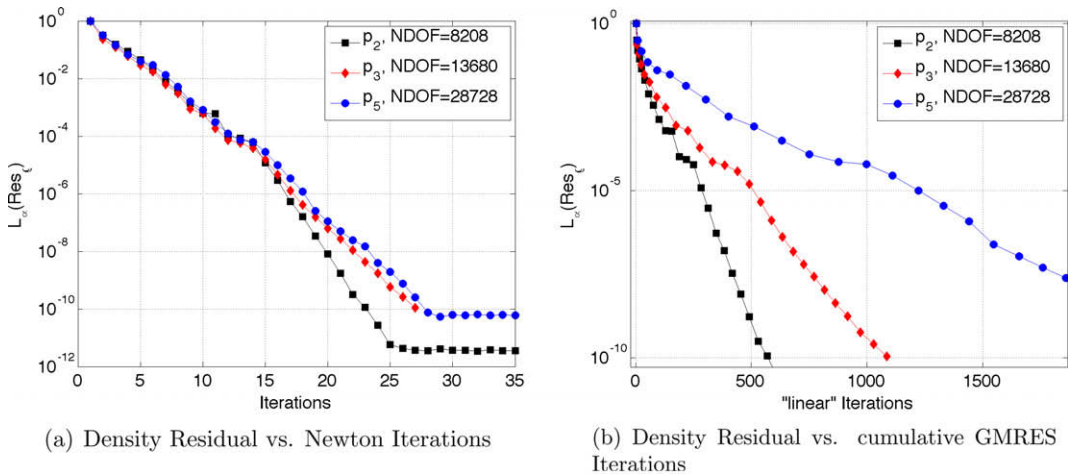 10^0
10^-2
10^-4
10^-6
10^-8
10^-10
10^-12
L_∞(Res_ξ)
0 5 10 15 20 25 30 35
Iterations
p_2, NDOF=8208
p_3, NDOF=13680
p_5, NDOF=28728
(a) Density Residual vs. Newton Iterations
10^0
10^-5
10^-10
L_∞(Res_ξ)
0 500 1000 1500
"linear" Iterations
p_2, NDOF=8208
p_3, NDOF=13680
p_5, NDOF=28728
(b) Density Residual vs. cumulative GMRES
Iterations